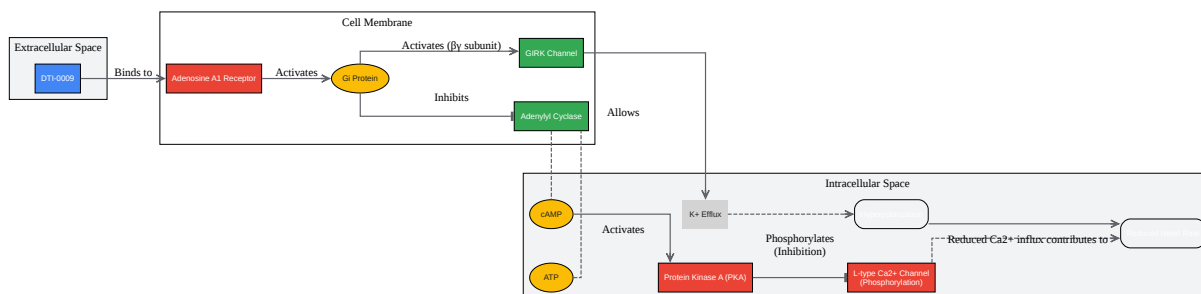 Cell Membrane
Extracellular Space
DTI-0009
Binds to
Adenosine A1 Receptor
Activates
Gi Protein
Activates (βγ subunit)
GIRK Channel
Inhibits
Adenylyl Cyclase
Allows
Intracellular Space
cAMP
Activates
K+ Efflux
Phosphorylates
(Inhibition)
Reduced Ca2+ influx contributes to
ATP
Protein Kinase A (PKA)
L-type Ca2+ Channel
(Phosphorylation)